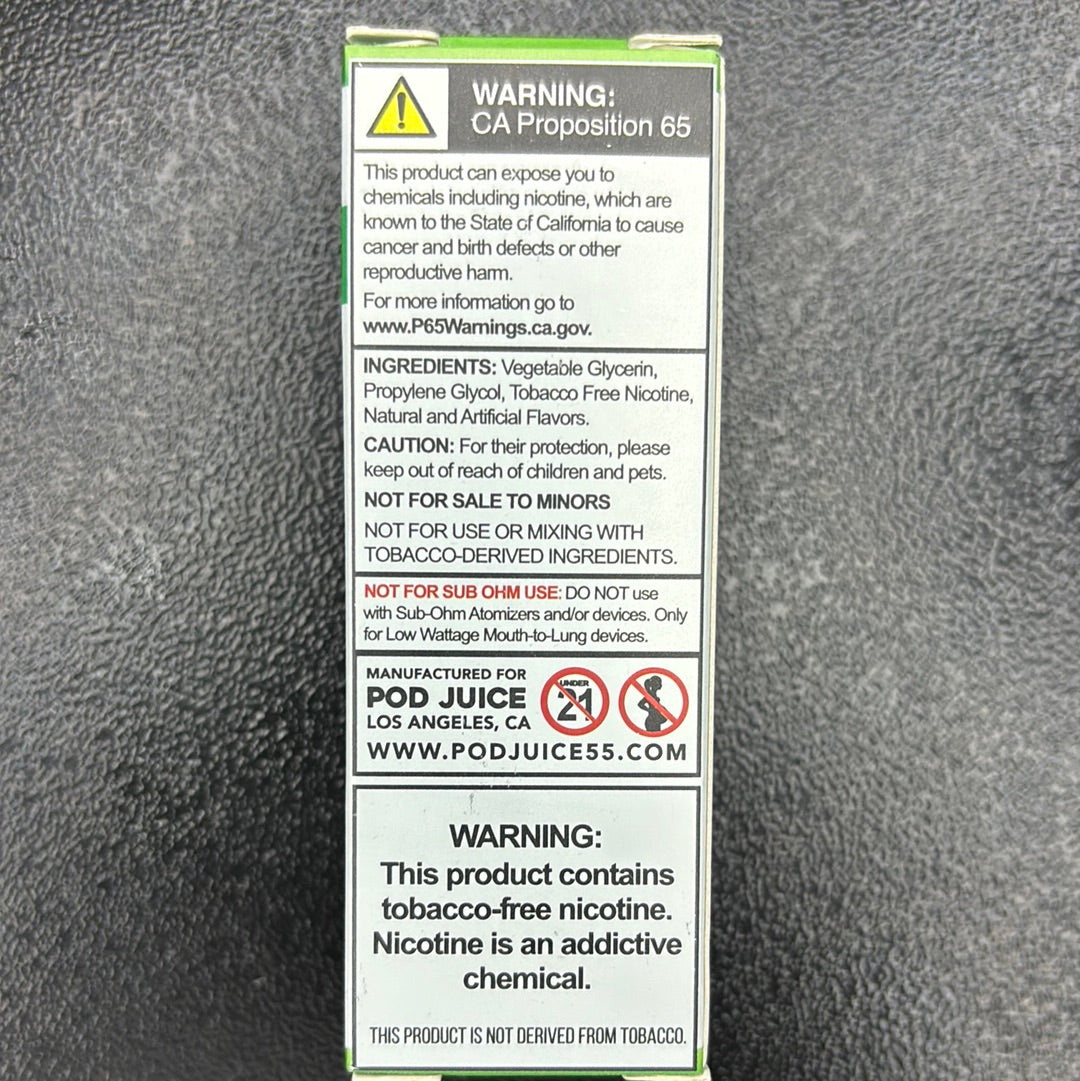 WARNING:
CA Proposition 65
This product can expose you to
chemicals including nicotine, which are
known to the State of California to cause
cancer and birth defects or other
reproductive harm.
For more information go to
www.P65Warnings.ca.gov.
INGREDIENTS: Vegetable Glycerin,
Propylene Glycol, Tobacco Free Nicotine,
Natural and Artificial Flavors.
CAUTION: For their protection, please
keep out of reach of children and pets.
NOT FOR SALE TO MINORS
NOT FOR USE OR MIXING WITH
TOBACCO-DERIVED INGREDIENTS.
NOT FOR SUB OHM USE: DO NOT use
with Sub-Ohm Atomizers and/or devices. Only
for Low Wattage Mouth-to-Lung devices.
MANUFACTURED FOR
POD JUICE
LOS ANGELES, CA
UNDER
21
WWW.PODJUICE55.COM
WARNING:
This product contains
tobacco-free nicotine.
Nicotine is an addictive
chemical.
THIS PRODUCT IS NOT DERIVED FROM TOBACCO.